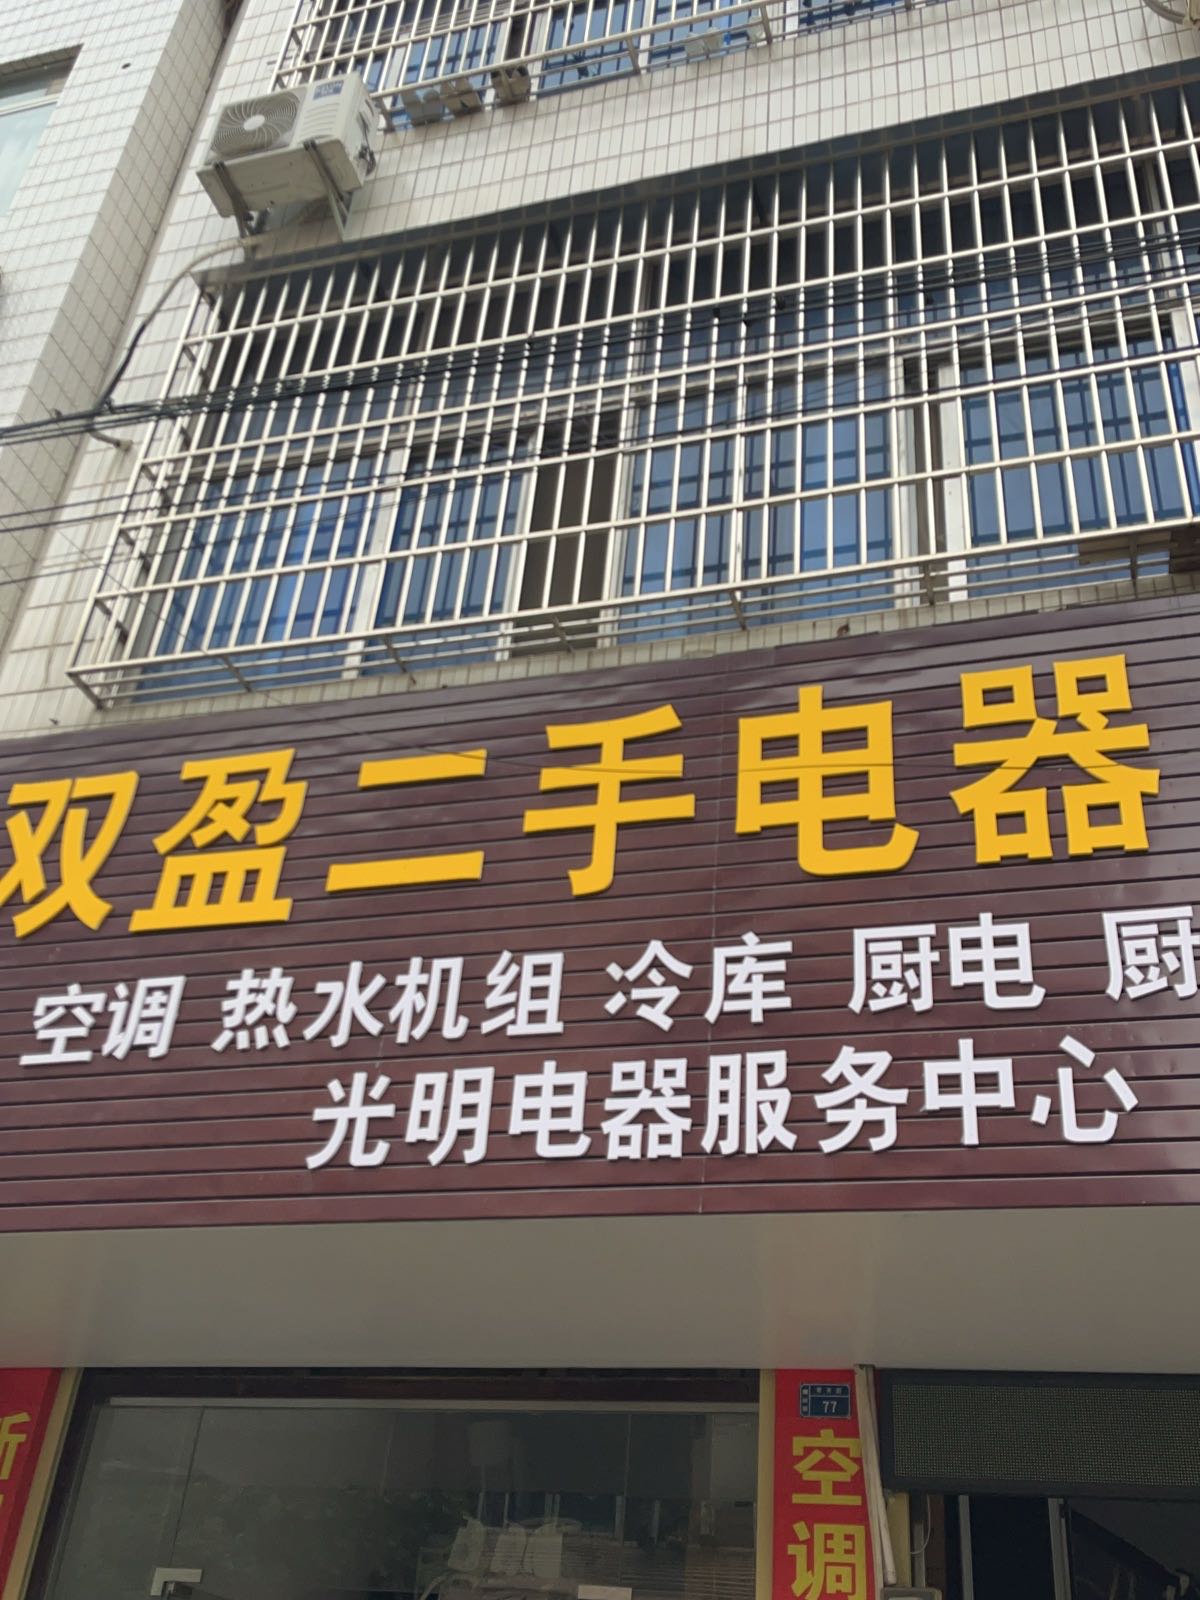 双盈二手电器
空调 热水机组 冷库 厨电 厨
光明电器服务中心
77
新
空调